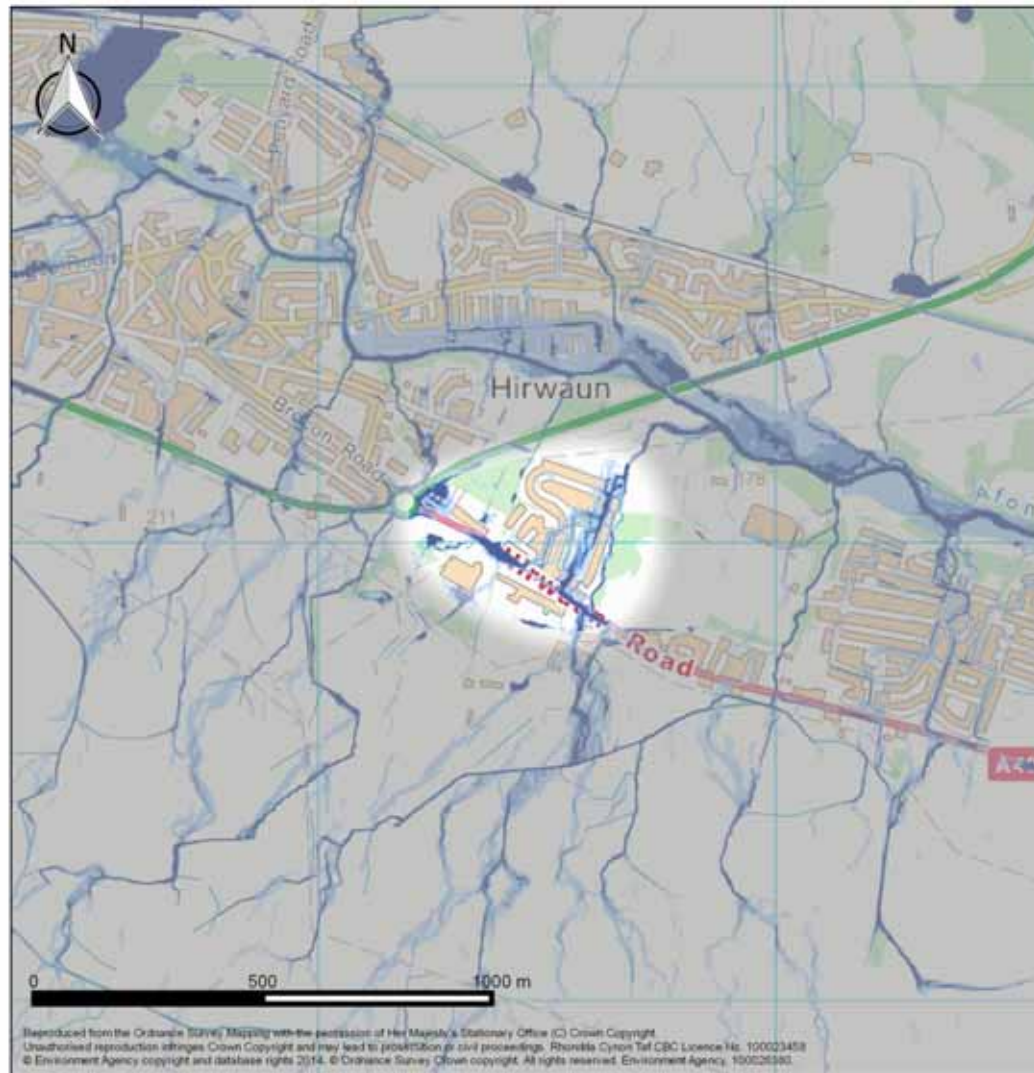 N
Penyard Road
Brecon Road
Hirwaun
178
211
Afon
Hirwaun Road
0 500 1000 m
Reproduced from the Ordnance Survey Mapping with the permission of Her Majesty's Stationary Office (C) Crown Copyright.
Unauthorised reproduction infringes Crown Copyright and may lead to prosecution or civil proceedings. Rhondda Cynon Taf CBC Licence No. 100023458
© Environment Agency copyright and database rights 2014. © Ordnance Survey Crown copyright. All rights reserved. Environment Agency, 100026380.